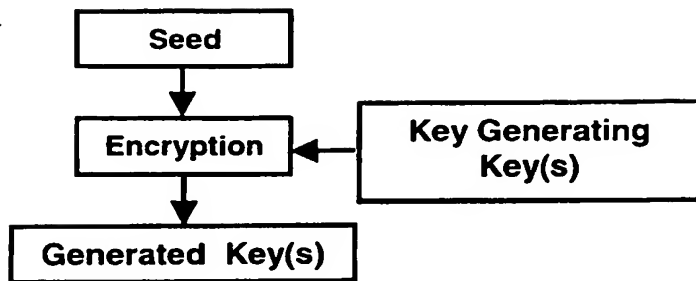 Seed
Encryption
Key Generating
Key(s)
Generated Key(s)